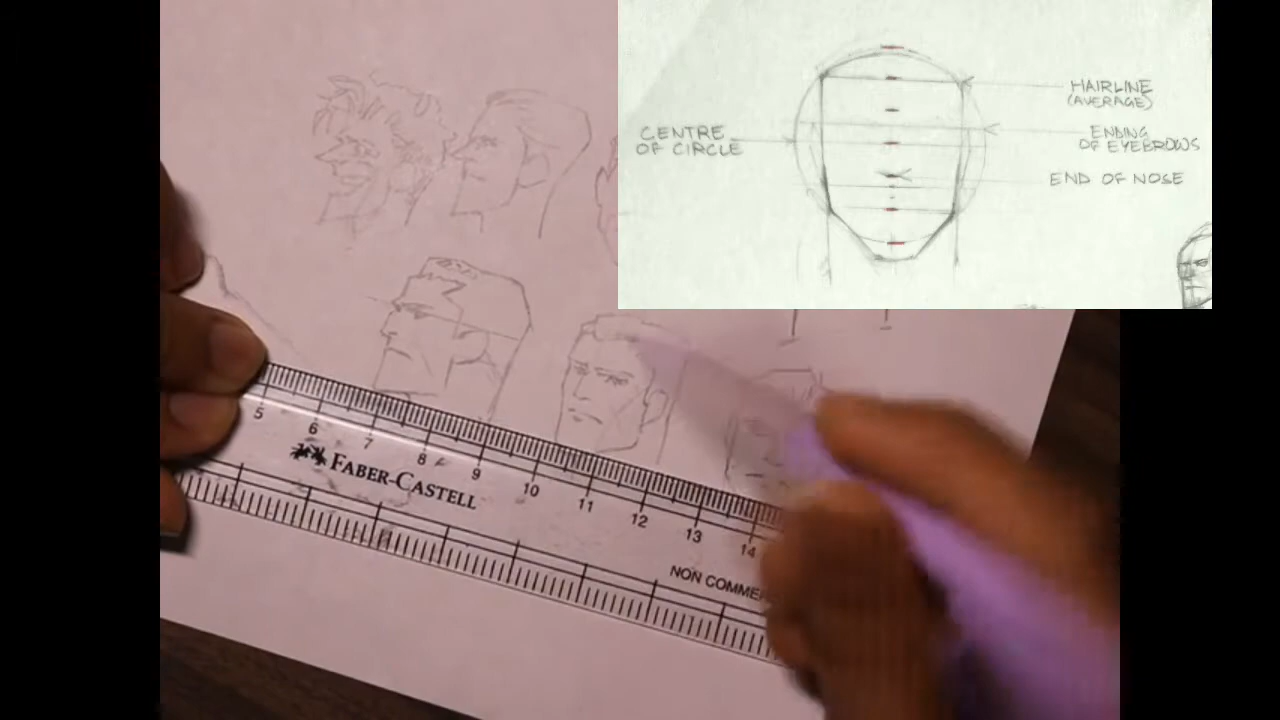 HAIRLINE
(AVERAGE)
CENTRE
OF CIRCLE
ENDING
OF EYEBROWS
END OF NOSE
5
6
7
8
9
10
11
12
13
14
FABER-CASTELL
NON